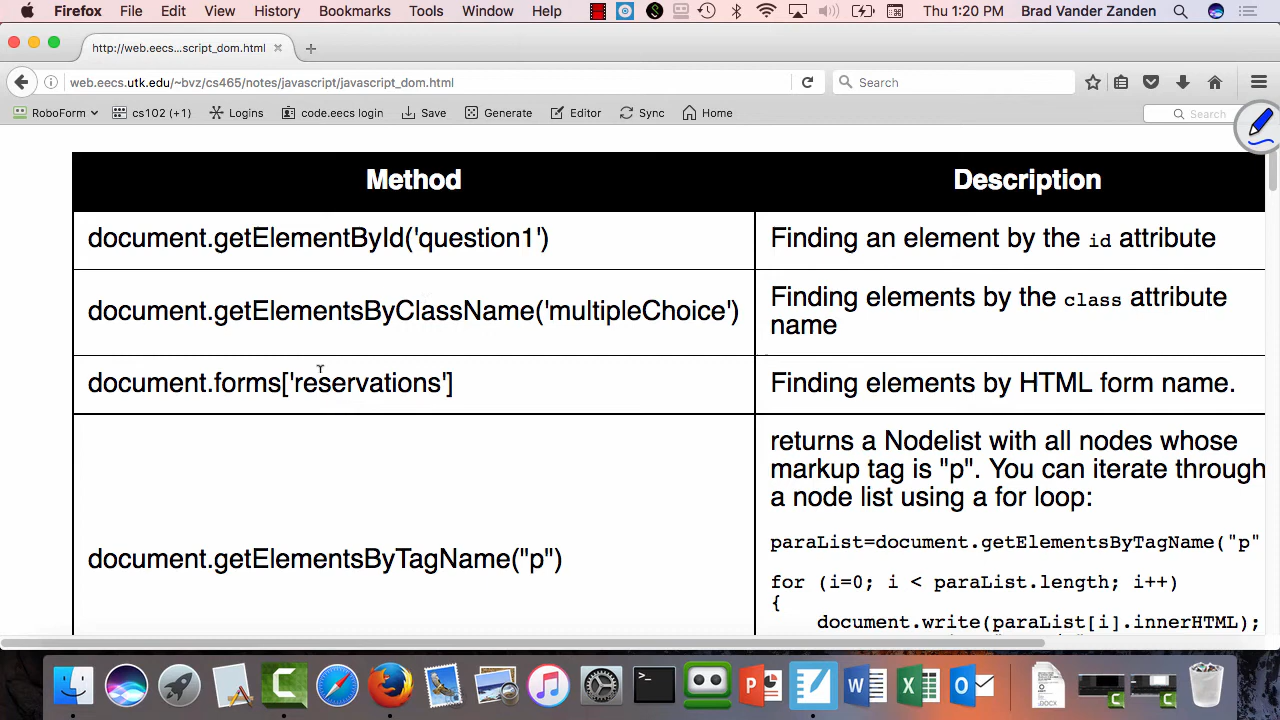 Firefox File Edit View History Bookmarks Tools Window Help Thu 1:20 PM Brad Vander Zanden
http://web.eecs...script_dom.html
web.eecs.utk.edu/~bvz/cs465/notes/javascript/javascript_dom.html Search
RoboForm cs102 (+1) Logins code.eecs login Save Generate Editor Sync Home Search
Method Description
document.getElementById('question1') Finding an element by the id attribute
document.getElementsByClassName('multipleChoice') Finding elements by the class attribute
name
document.forms['reservations'] Finding elements by HTML form name.
returns a Nodelist with all nodes whose
markup tag is "p". You can iterate through
a node list using a for loop:
document.getElementsByTagName("p")
paraList=document.getElementsByTagName("p"
for (i=0; i < paraList.length; i++)
{
document.write(paraList[i].innerHTML);